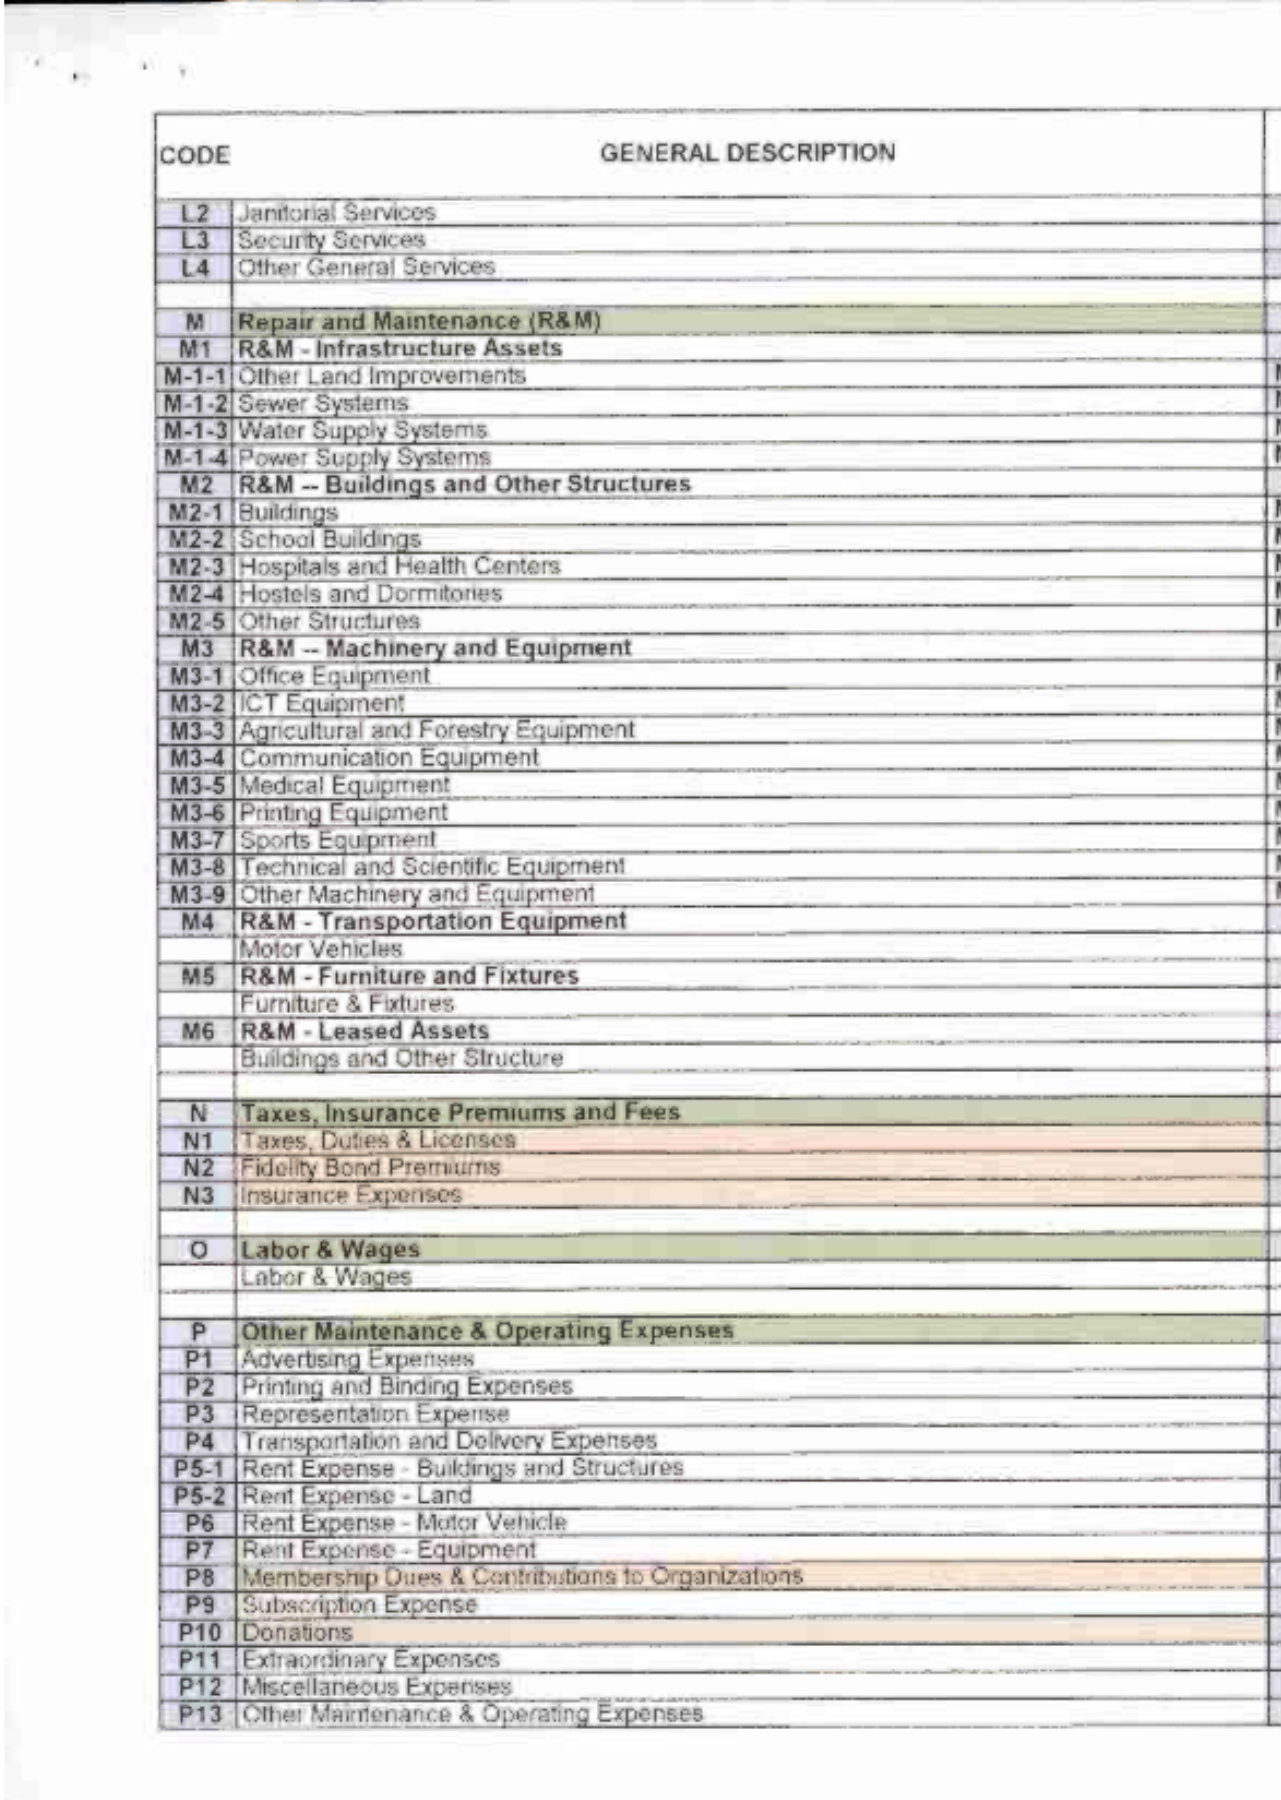 CODE GENERAL DESCRIPTION
L2 Janitorial Services
L3 Security Services
L4 Other General Services
M Repair and Maintenance (R&M)
M1 R&M - Infrastructure Assets
M-1-1 Other Land Improvements
M-1-2 Sewer Systems
M-1-3 Water Supply Systems
M-1-4 Power Supply Systems
M2 R&M -- Buildings and Other Structures
M2-1 Buildings
M2-2 School Buildings
M2-3 Hospitals and Health Centers
M2-4 Hostels and Dormitories
M2-5 Other Structures
M3 R&M -- Machinery and Equipment
M3-1 Office Equipment
M3-2 ICT Equipment
M3-3 Agricultural and Forestry Equipment
M3-4 Communication Equipment
M3-5 Medical Equipment
M3-6 Printing Equipment
M3-7 Sports Equipment
M3-8 Technical and Scientific Equipment
M3-9 Other Machinery and Equipment
M4 R&M - Transportation Equipment
Motor Vehicles
M5 R&M - Furniture and Fixtures
Furniture & Fixtures
M6 R&M - Leased Assets
Buildings and Other Structure
N Taxes, Insurance Premiums and Fees
N1 Taxes, Duties & Licenses
N2 Fidelity Bond Premiums
N3 Insurance Expenses
O Labor & Wages
Labor & Wages
P Other Maintenance & Operating Expenses
P1 Advertising Expenses
P2 Printing and Binding Expenses
P3 Representation Expense
P4 Transportation and Delivery Expenses
P5-1 Rent Expense - Buildings and Structures
P5-2 Rent Expense - Land
P6 Rent Expense - Motor Vehicle
P7 Rent Expense - Equipment
P8 Membership Dues & Contributions to Organizations
P9 Subscription Expense
P10 Donations
P11 Extraordinary Expenses
P12 Miscellaneous Expenses
P13 Other Maintenance & Operating Expenses